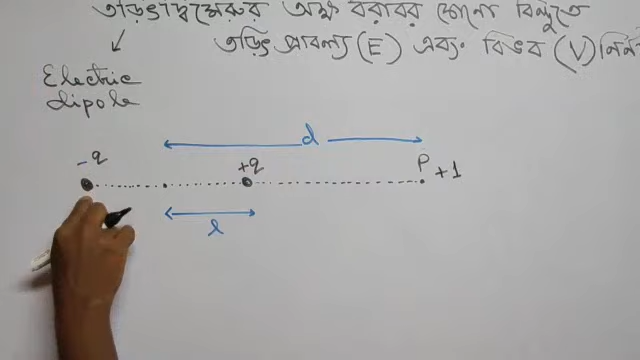 তড়িৎদ্বিমেরুর অক্ষ বরাবর কোনো বিন্দুতে
তড়িৎ প্রাবল্য (E) এবং বিভব (V) নির্ণ
Electric
dipole
d
-q +q P +1
l